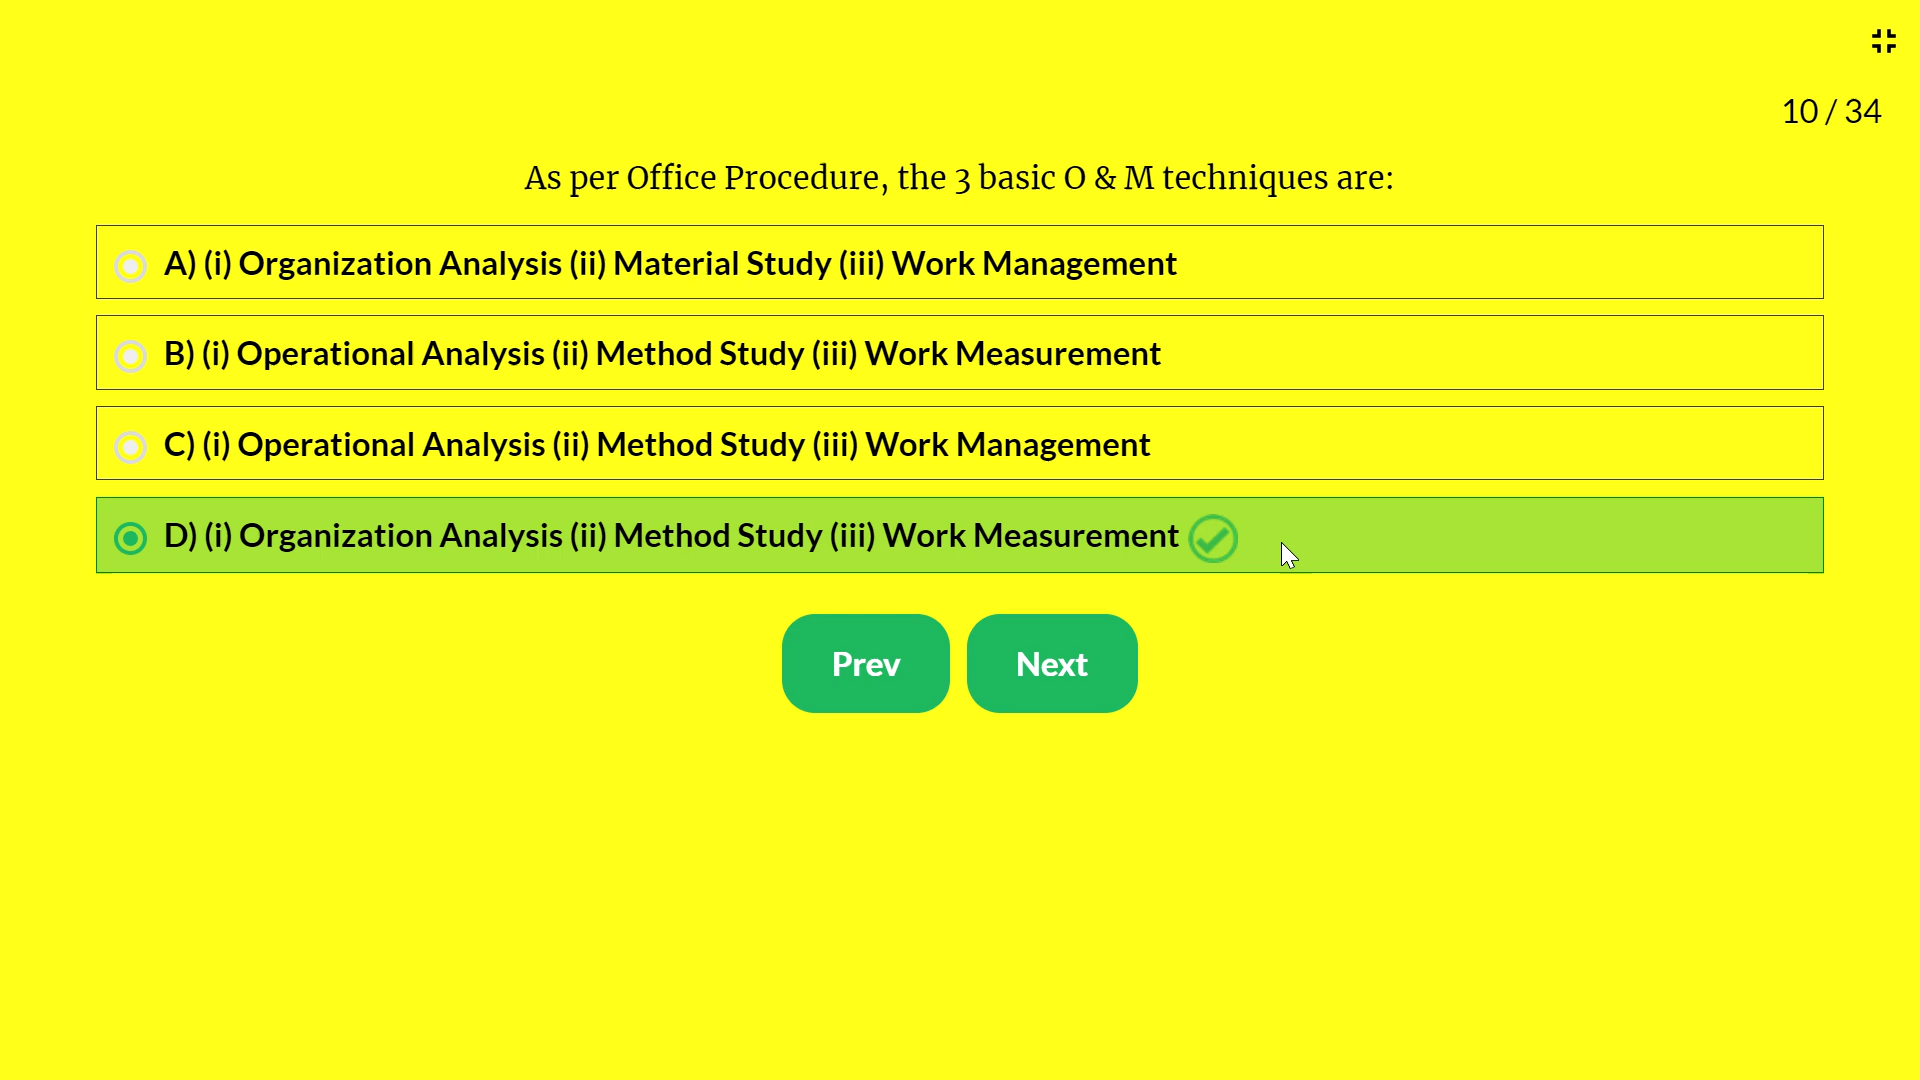 10 / 34
As per Office Procedure, the 3 basic O & M techniques are:
A) (i) Organization Analysis (ii) Material Study (iii) Work Management
B) (i) Operational Analysis (ii) Method Study (iii) Work Measurement
C) (i) Operational Analysis (ii) Method Study (iii) Work Management
D) (i) Organization Analysis (ii) Method Study (iii) Work Measurement
Prev Next